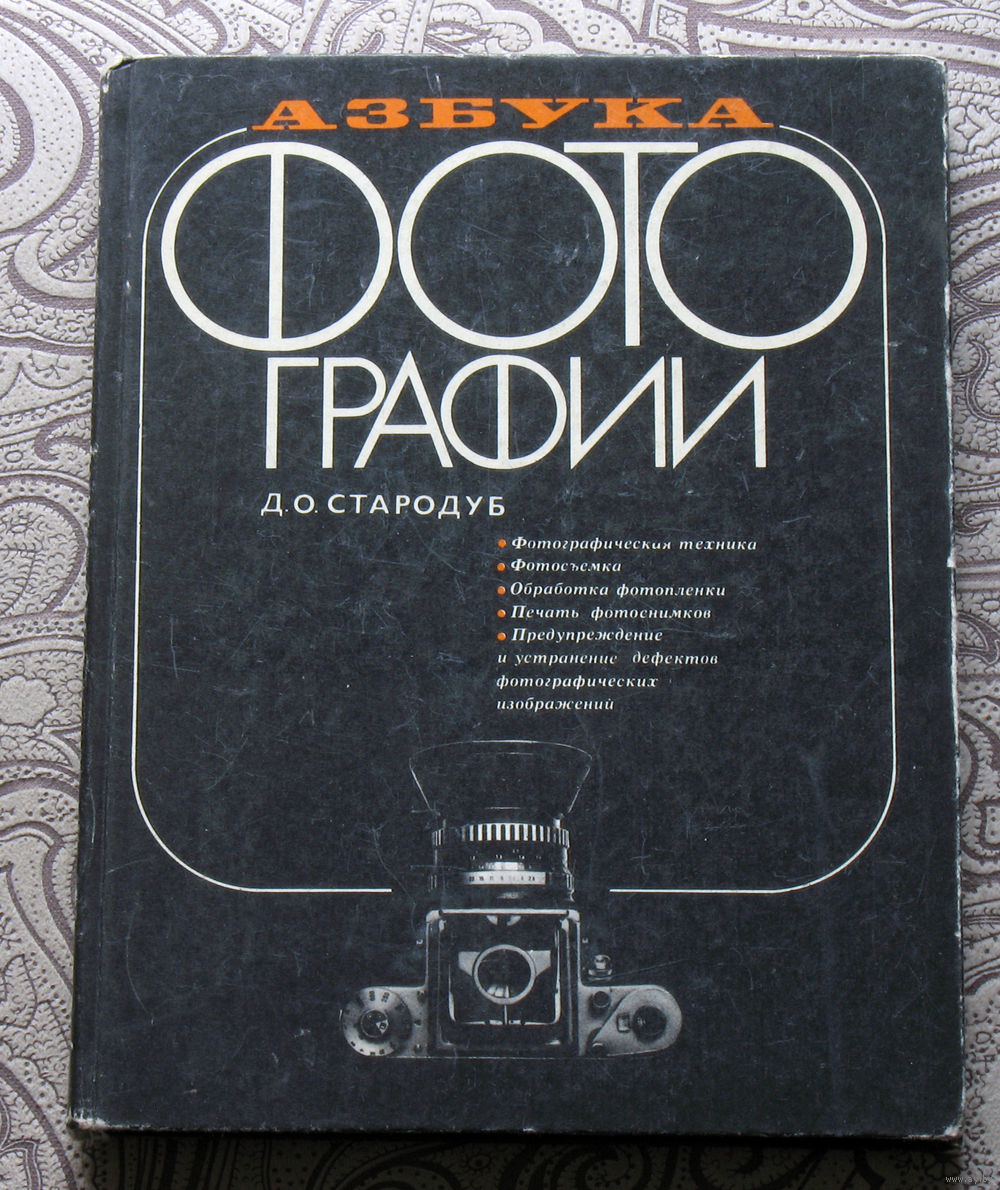 АЗБУКА
ФОТО
ГРАФИИ
Д.О. СТАРОДУБ
• Фотографическая техника
• Фотосъемка
• Обработка фотопленки
• Печать фотоснимков
• Предупреждение
и устранение дефектов
фотографических
изображений